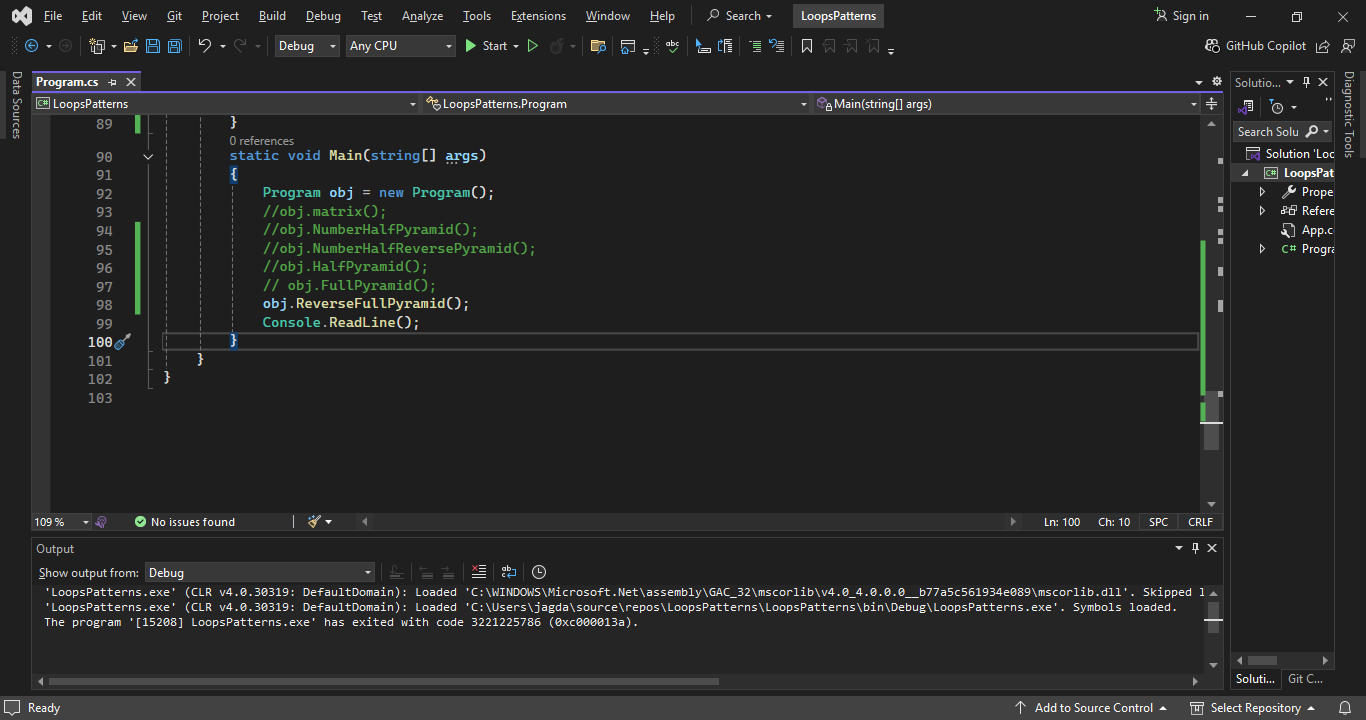 File Edit View Git Project Build Debug Test Analyze Tools Extensions Window Help Search LoopsPatterns Sign in
Debug Any CPU Start GitHub Copilot
Data Sources
Program.cs
LoopsPatterns LoopsPatterns.Program Main(string[] args)
89 }
0 references
90 static void Main(string[] args)
91 {
92 Program obj = new Program();
93 //obj.matrix();
94 //obj.NumberHalfPyramid();
95 //obj.NumberHalfReversePyramid();
96 //obj.HalfPyramid();
97 // obj.FullPyramid();
98 obj.ReverseFullPyramid();
99 Console.ReadLine();
100 }
101 }
102 }
103
109 % No issues found Ln: 100 Ch: 10 SPC CRLF
Output
Show output from: Debug
'LoopsPatterns.exe' (CLR v4.0.30319: DefaultDomain): Loaded 'C:\WINDOWS\Microsoft.Net\assembly\GAC_32\mscorlib\v4.0_4.0.0.0__b77a5c561934e089\mscorlib.dll'. Skipped l
'LoopsPatterns.exe' (CLR v4.0.30319: DefaultDomain): Loaded 'C:\Users\jagda\source\repos\LoopsPatterns\LoopsPatterns\bin\Debug\LoopsPatterns.exe'. Symbols loaded.
The program '[15208] LoopsPatterns.exe' has exited with code 3221225786 (0xc000013a).
Solutio...
Search Solu
Solution 'Loo
C# LoopsPat
Prope
Refere
App.c
C# Progra
Soluti... Git C...
Diagnostic Tools
Ready Add to Source Control Select Repository